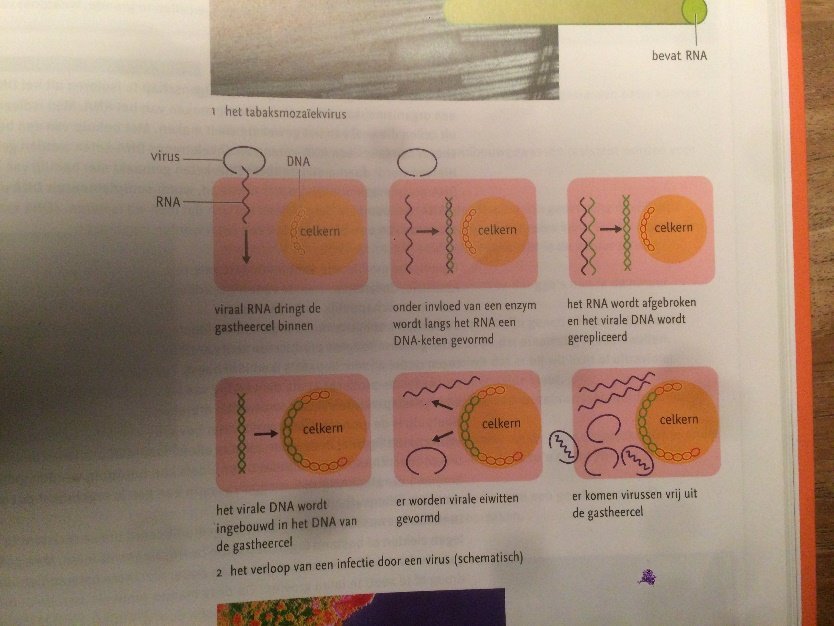 bevat RNA
1 het tabaksmozaïekvirus
virus
DNA
RNA
celkern
celkern
celkern
viraal RNA dringt de
gastheercel binnen
onder invloed van een enzym
wordt langs het RNA een
DNA-keten gevormd
het RNA wordt afgebroken
en het virale DNA wordt
gerepliceerd
celkern
celkern
celkern
het virale DNA wordt
ingebouwd in het DNA van
de gastheercel
er worden virale eiwitten
gevormd
er komen virussen vrij uit
de gastheercel
2 het verloop van een infectie door een virus (schematisch)